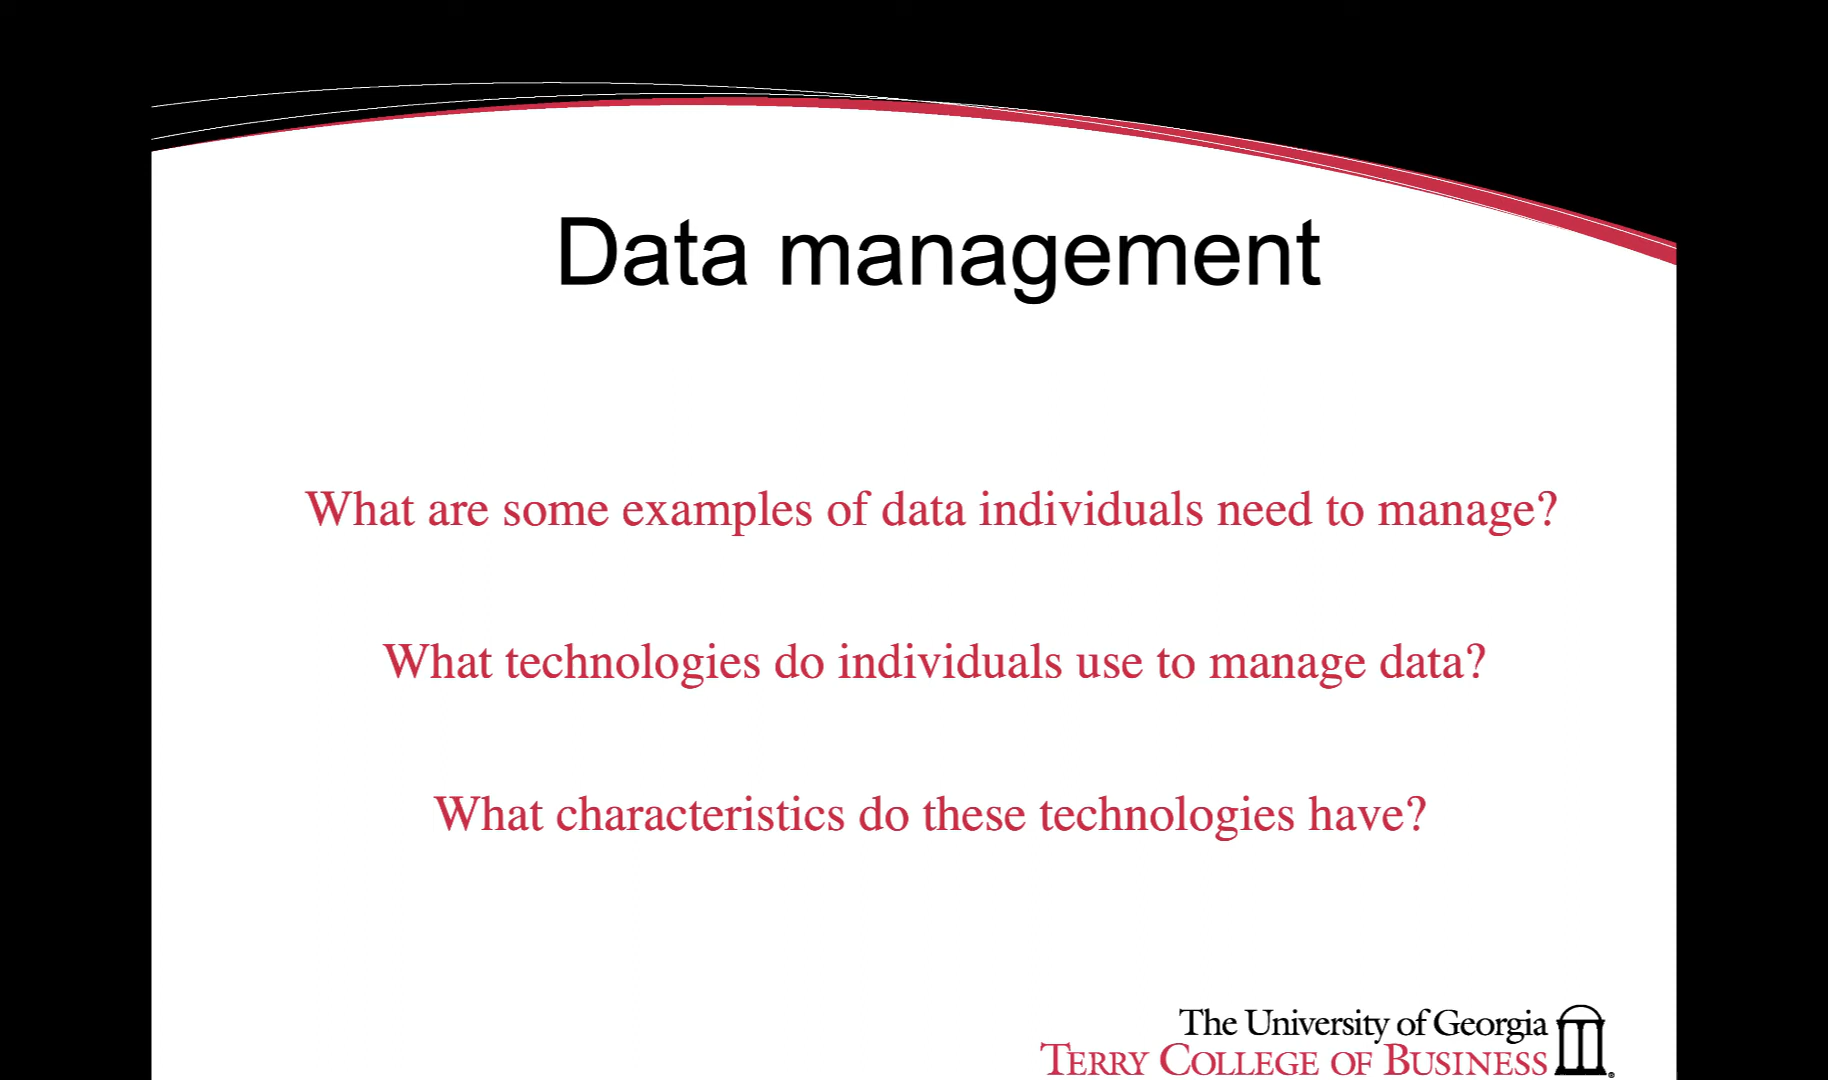 Data management
What are some examples of data individuals need to manage?
What technologies do individuals use to manage data?
What characteristics do these technologies have?
The University of Georgia
TERRY COLLEGE OF BUSINESS